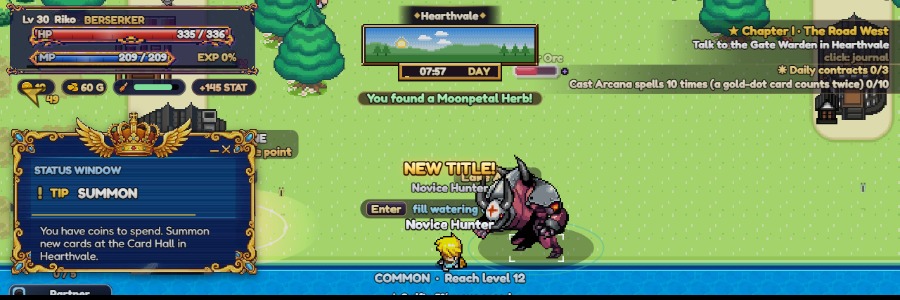 Lv 30 Riko BERSERKER
HP 335 / 336
MP 209 / 209 EXP 0%
49
60 G
+145 STAT
STATUS WINDOW
! TIP SUMMON
You have coins to spend. Summon
new cards at the Card Hall in
Hearthvale.
Partner
Hearthvale
07:57 DAY
Orc
You found a Moonpetal Herb!
e point
NEW TITLE!
Novice Hunter
Enter fill watering
Novice Hunter
COMMON · Reach level 12
★ Chapter I · The Road West
Talk to the Gate Warden in Hearthvale
click: journal
Daily contracts 0/3
Cast Arcana spells 10 times (a gold-dot card counts twice) 0/10